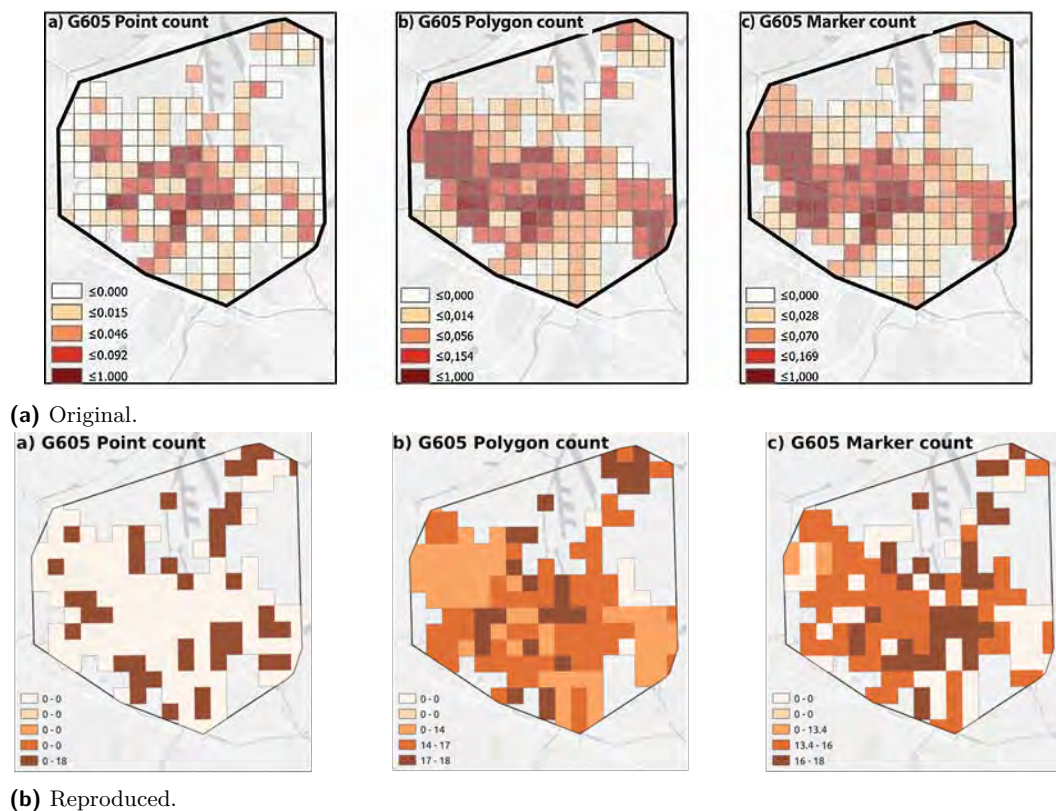 a) G605 Point count
b) G605 Polygon count
c) G605 Marker count
≤0.000
≤0.015
≤0.046
≤0.092
≤1.000
≤0,000
≤0,014
≤0,056
≤0,154
≤1,000
≤0,000
≤0,028
≤0,070
≤0,169
≤1,000
(a) Original.
a) G605 Point count
b) G605 Polygon count
c) G605 Marker count
0 - 0
0 - 0
0 - 0
0 - 0
0 - 18
0 - 0
0 - 0
0 - 14
14 - 17
17 - 18
0 - 0
0 - 0
0 - 13.4
13.4 - 16
16 - 18
(b) Reproduced.